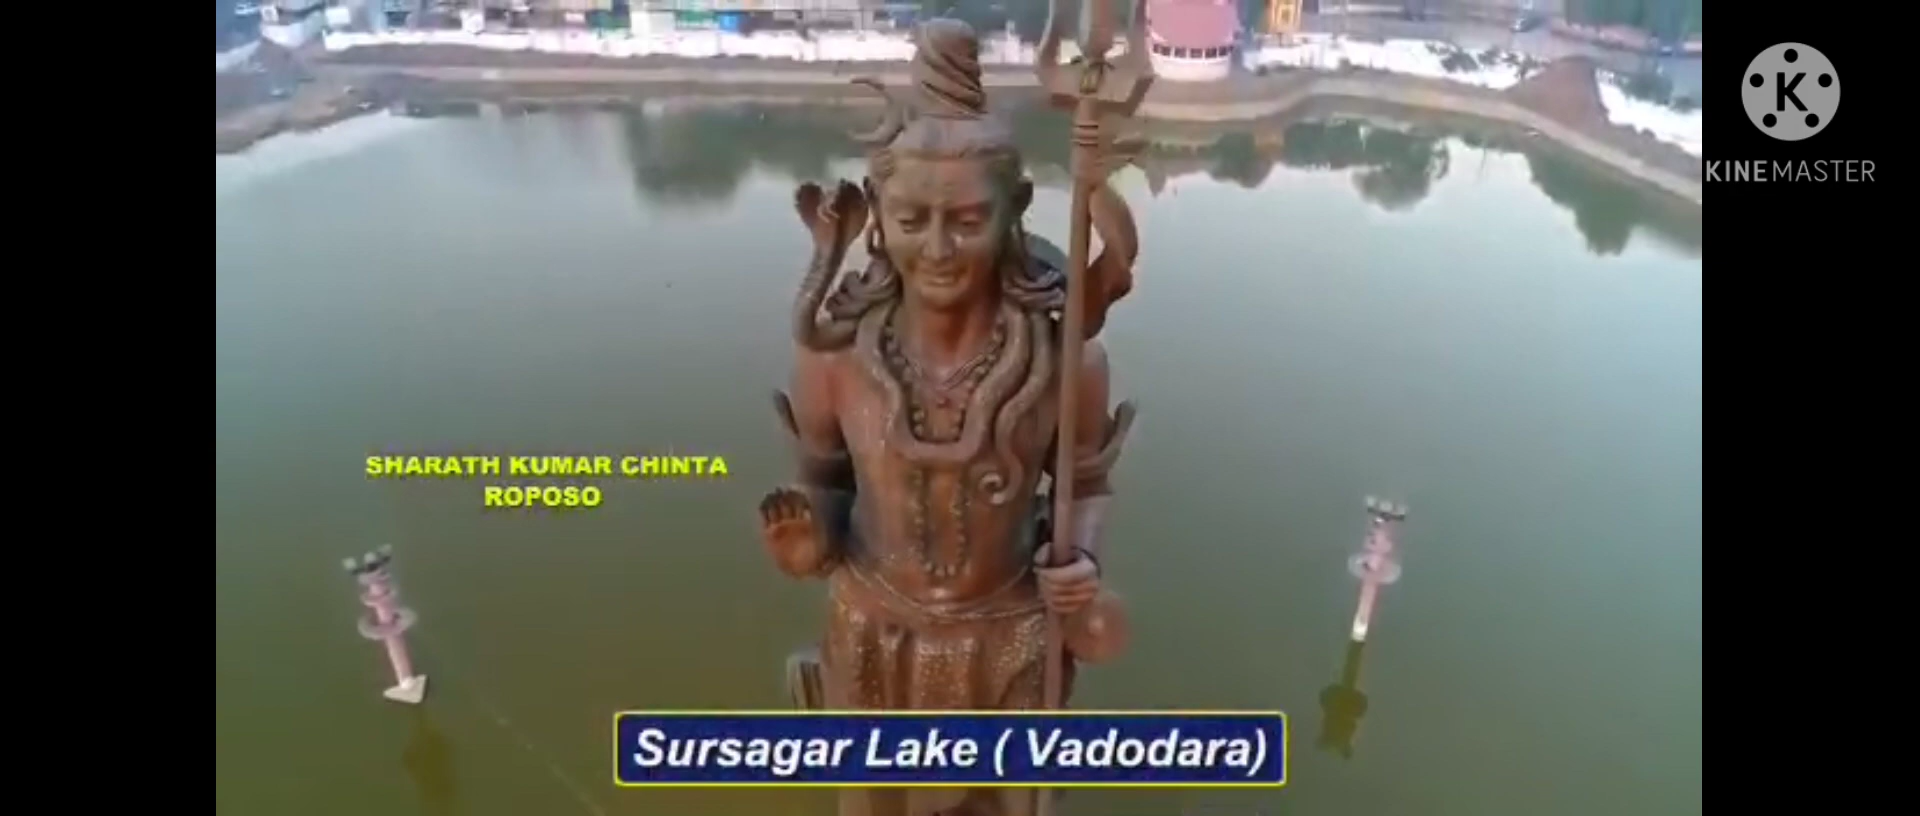 K
KINEMASTER
SHARATH KUMAR CHINTA
ROPOSO
Sursagar Lake ( Vadodara)